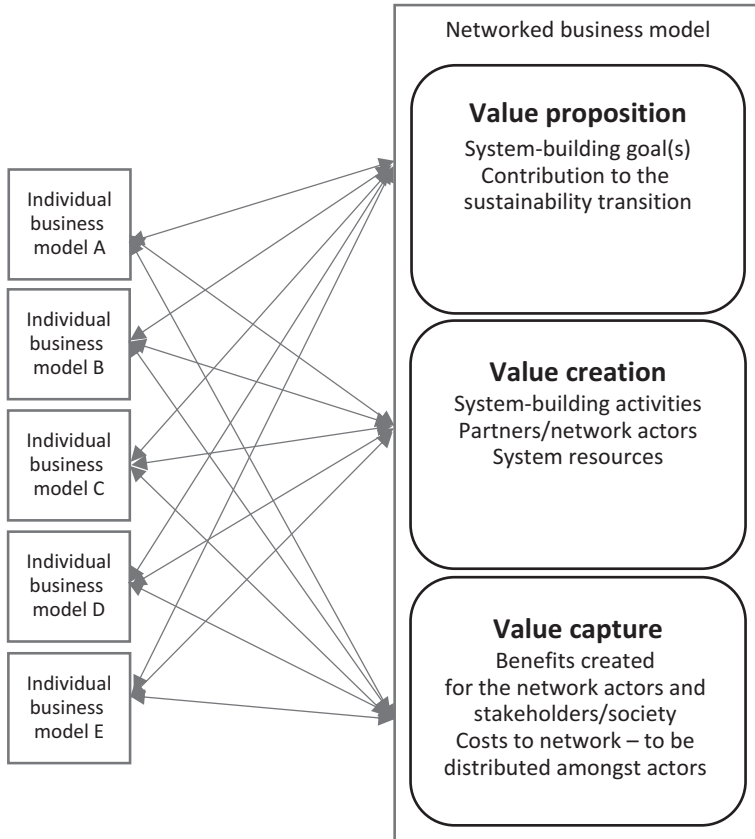 Networked business model
Value proposition
System-building goal(s)
Contribution to the
sustainability transition
Individual
business
model A
Individual
business
model B
Value creation
System-building activities
Partners/network actors
System resources
Individual
business
model C
Individual
business
model D
Value capture
Benefits created
for the network actors and
stakeholders/society
Costs to network – to be
distributed amongst actors
Individual
business
model E